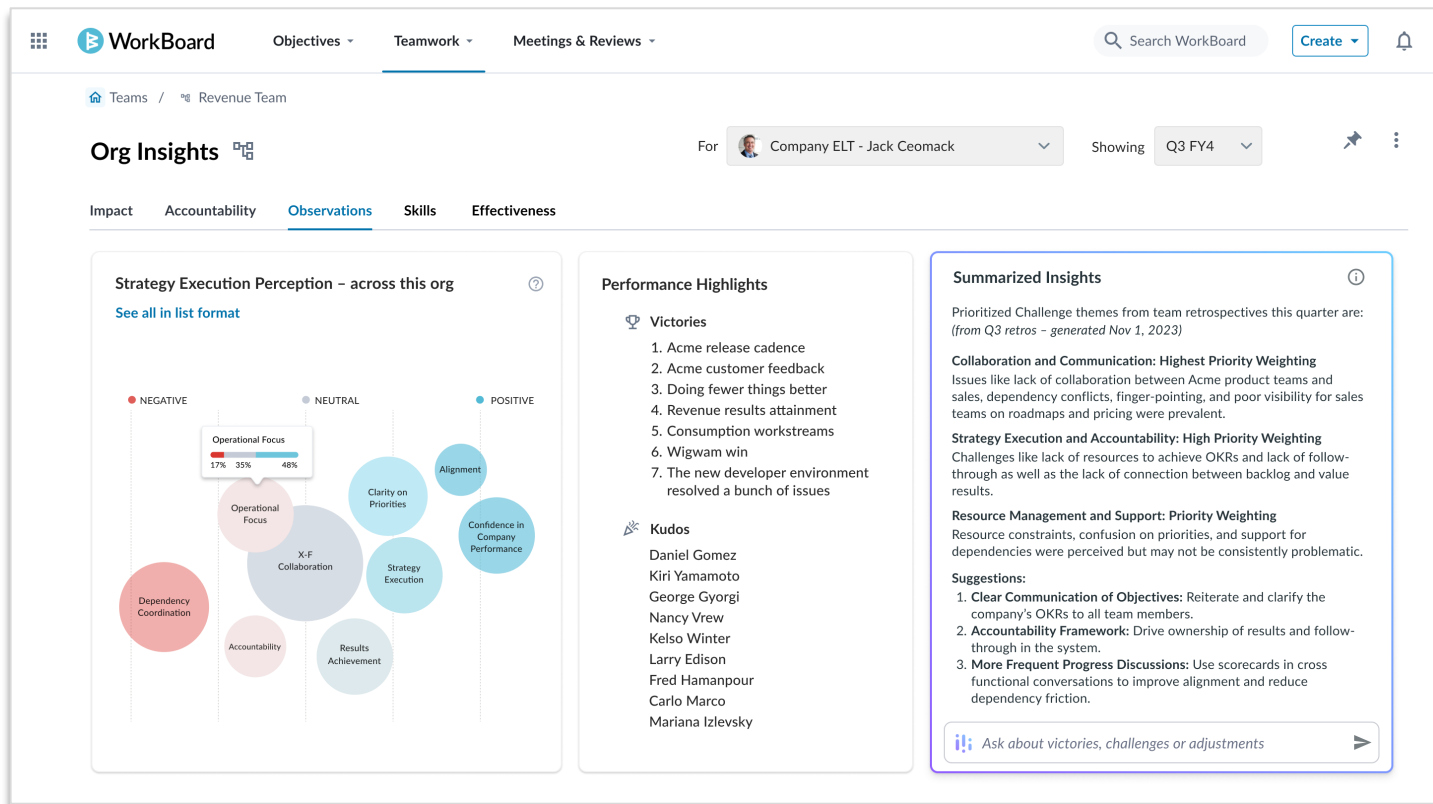 WorkBoard
Objectives
Teamwork
Meetings & Reviews
Search WorkBoard
Create
Teams / Revenue Team
Org Insights
For
Company ELT - Jack Ceomack
Showing
Q3 FY4
Impact
Accountability
Observations
Skills
Effectiveness
Strategy Execution Perception – across this org
See all in list format
NEGATIVE
NEUTRAL
POSITIVE
Operational Focus
17% 35% 48%
Alignment
Clarity on
Priorities
Operational
Focus
Confidence in
Company
Performance
X-F
Collaboration
Strategy
Execution
Dependency
Coordination
Accountability
Results
Achievement
Performance Highlights
Victories
1. Acme release cadence
2. Acme customer feedback
3. Doing fewer things better
4. Revenue results attainment
5. Consumption workstreams
6. Wigwam win
7. The new developer environment
resolved a bunch of issues
Kudos
Daniel Gomez
Kiri Yamamoto
George Gyorgi
Nancy Vrew
Kelso Winter
Larry Edison
Fred Hamanpour
Carlo Marco
Mariana Izlevsky
Summarized Insights
Prioritized Challenge themes from team retrospectives this quarter are:
(from Q3 retros – generated Nov 1, 2023)
Collaboration and Communication: Highest Priority Weighting
Issues like lack of collaboration between Acme product teams and
sales, dependency conflicts, finger-pointing, and poor visibility for sales
teams on roadmaps and pricing were prevalent.
Strategy Execution and Accountability: High Priority Weighting
Challenges like lack of resources to achieve OKRs and lack of follow-
through as well as the lack of connection between backlog and value
results.
Resource Management and Support: Priority Weighting
Resource constraints, confusion on priorities, and support for
dependencies were perceived but may not be consistently problematic.
Suggestions:
1. Clear Communication of Objectives: Reiterate and clarify the
company's OKRs to all team members.
2. Accountability Framework: Drive ownership of results and follow-
through in the system.
3. More Frequent Progress Discussions: Use scorecards in cross
functional conversations to improve alignment and reduce
dependency friction.
Ask about victories, challenges or adjustments